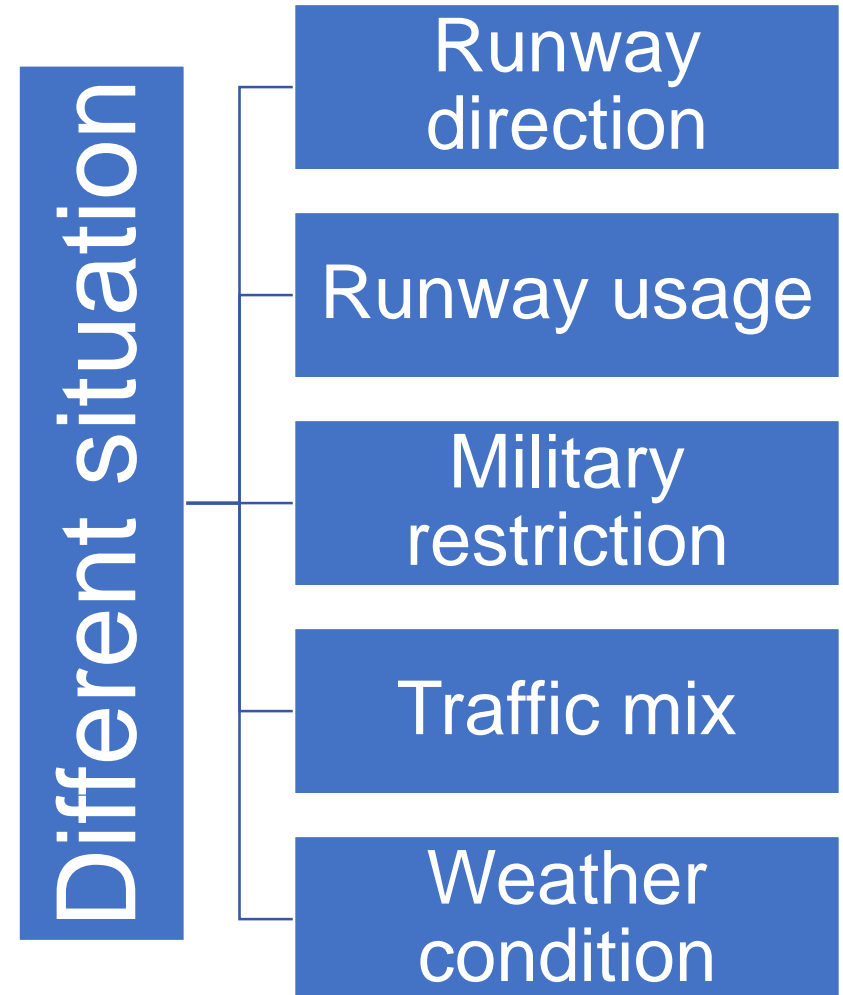 Different situation
Runway
direction
Runway usage
Military
restriction
Traffic mix
Weather
condition